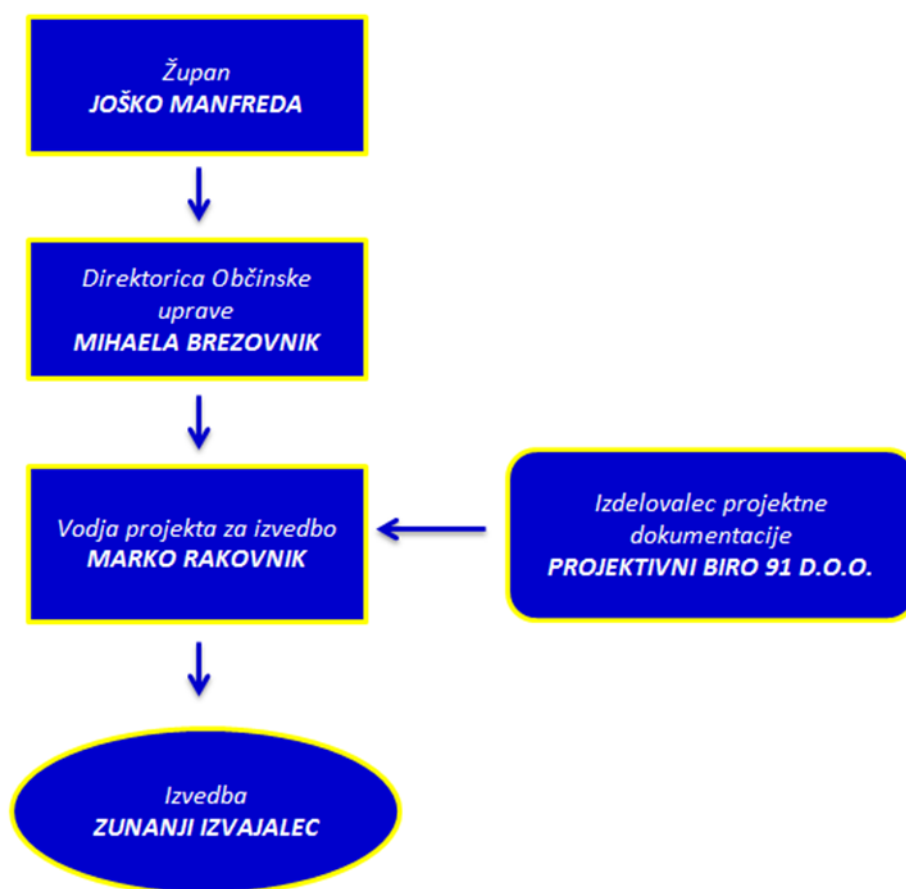 Župan
JOŠKO MANFREDA
Direktorica Občinske
uprave
MIHAELA BREZOVNIK
Vodja projekta za izvedbo
MARKO RAKOVNIK
Izdelovalec projektne
dokumentacije
PROJEKTIVNI BIRO 91 D.O.O.
Izvedba
ZUNANJI IZVAJALEC